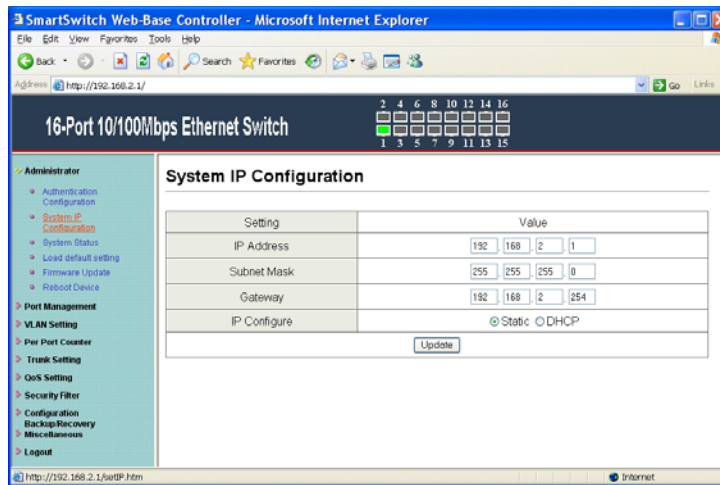 SmartSwitch Web-Base Controller - Microsoft Internet Explorer
File Edit View Favorites Tools Help
Back Search Favorites
Address http://192.168.2.1/ Go Links
16-Port 10/100Mbps Ethernet Switch
2 4 6 8 10 12 14 16
1 3 5 7 9 11 13 15
Administrator
Authentication
Configuration
System IP
Configuration
System Status
Load default setting
Firmware Update
Reboot Device
Port Management
VLAN Setting
Per Port Counter
Trunk Setting
QoS Setting
Security Filter
Configuration
Backup/Recovery
Miscellaneous
Logout
System IP Configuration
Setting Value
IP Address 192 . 168 . 2 . 1
Subnet Mask 255 . 255 . 255 . 0
Gateway 192 . 168 . 2 . 254
IP Configure Static DHCP
Update
http://192.168.2.1/setIP.htm Internet